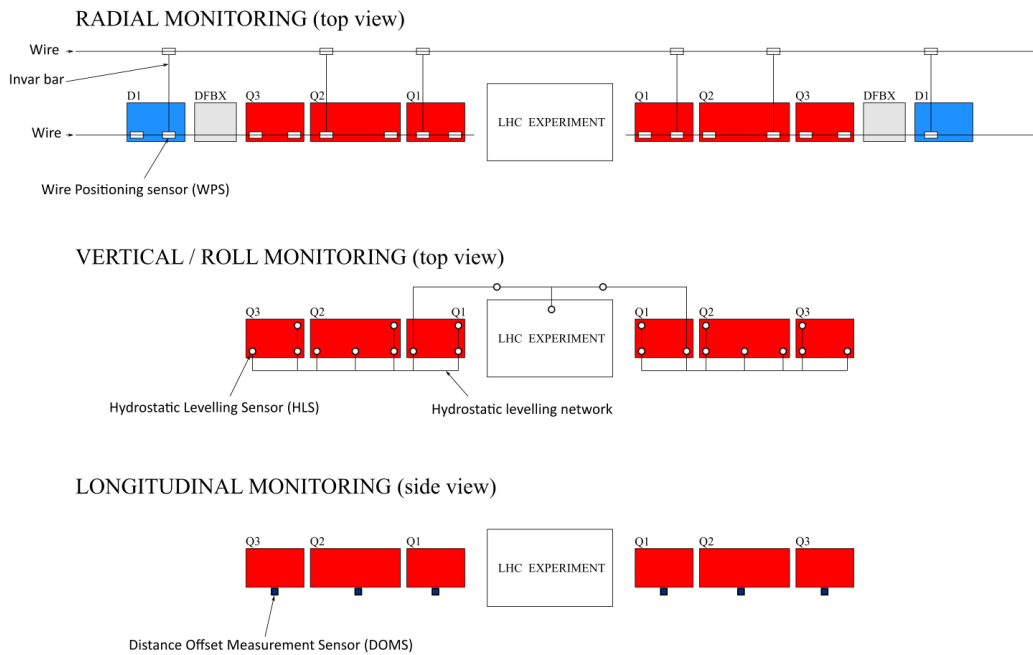 RADIAL MONITORING (top view)
Wire
Invar bar
D1
DFBX
Q3
Q2
Q1
LHC EXPERIMENT
Q1
Q2
Q3
DFBX
D1
Wire
Wire Positioning sensor (WPS)
VERTICAL / ROLL MONITORING (top view)
Q3
Q2
Q1
LHC EXPERIMENT
Q1
Q2
Q3
Hydrostatic Levelling Sensor (HLS)
Hydrostatic levelling network
LONGITUDINAL MONITORING (side view)
Q3
Q2
Q1
LHC EXPERIMENT
Q1
Q2
Q3
Distance Offset Measurement Sensor (DOMS)